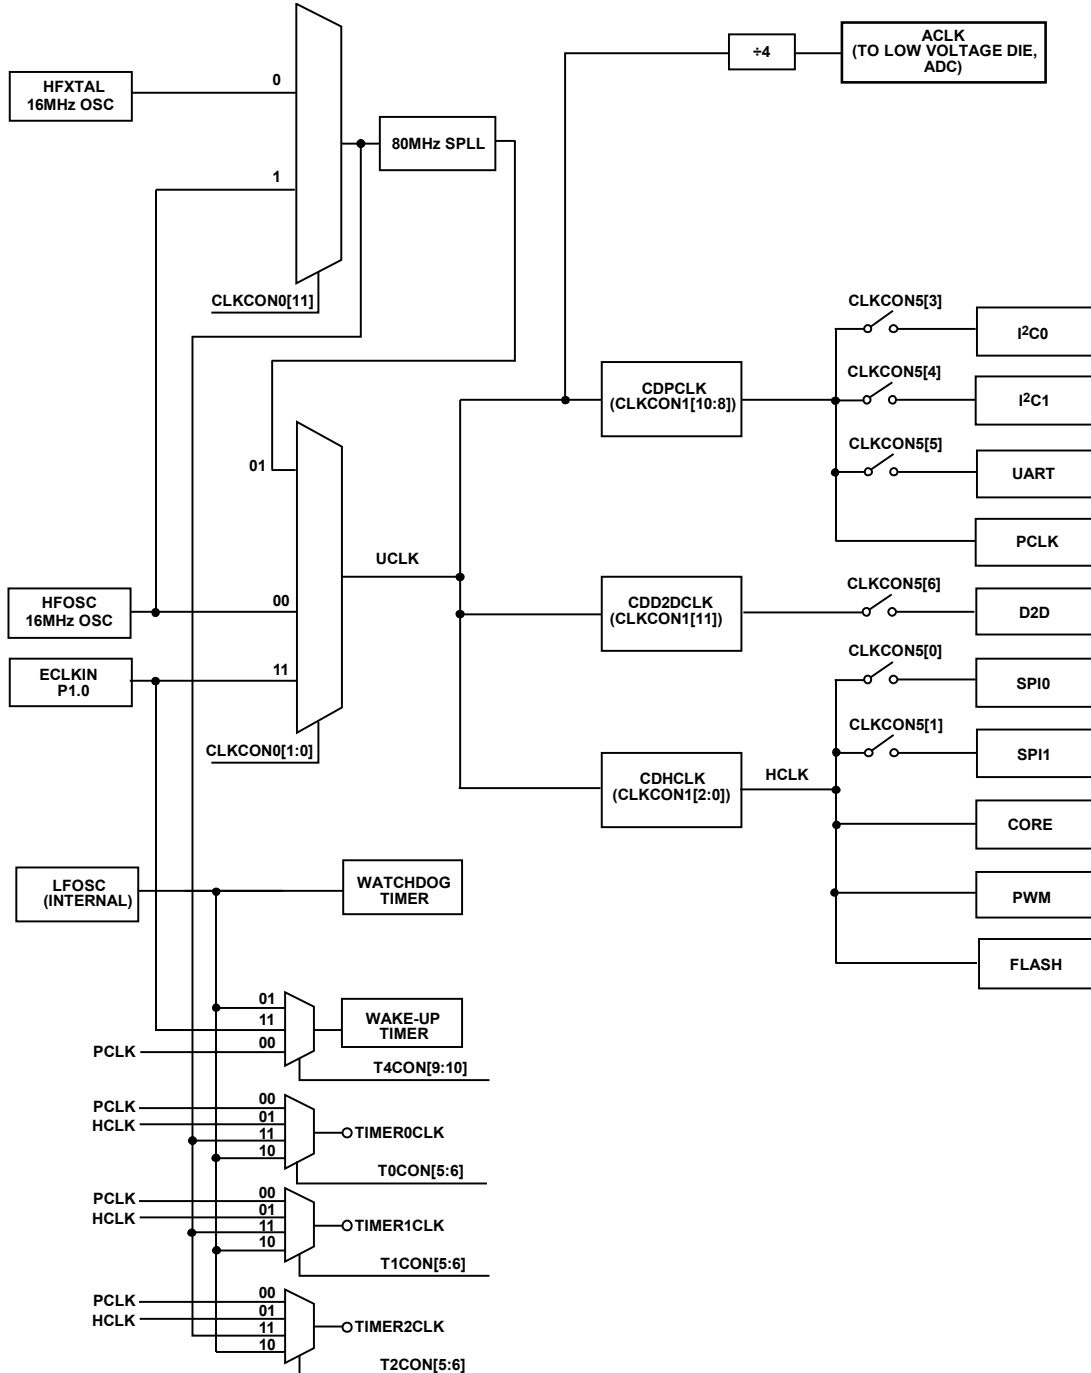 ÷4
ACLK
(TO LOW VOLTAGE DIE,
ADC)
HFXTAL
16MHz OSC
0
80MHz SPLL
1
CLKCON0[11]
CLKCON5[3]
I²C0
CDPCLK
(CLKCON1[10:8])
CLKCON5[4]
I²C1
CLKCON5[5]
UART
01
PCLK
UCLK
HFOSC
16MHz OSC
00
CDD2DCLK
(CLKCON1[11])
CLKCON5[6]
D2D
ECLKIN
P1.0
11
CLKCON5[0]
SPI0
CLKCON0[1:0]
CLKCON5[1]
SPI1
CDHCLK
(CLKCON1[2:0])
HCLK
CORE
LFOSC
(INTERNAL)
WATCHDOG
TIMER
PWM
FLASH
01
11
00
PCLK
WAKE-UP
TIMER
T4CON[9:10]
PCLK
HCLK
00
01
11
10
TIMER0CLK
T0CON[5:6]
PCLK
HCLK
00
01
11
10
TIMER1CLK
T1CON[5:6]
PCLK
HCLK
00
01
11
10
TIMER2CLK
T2CON[5:6]